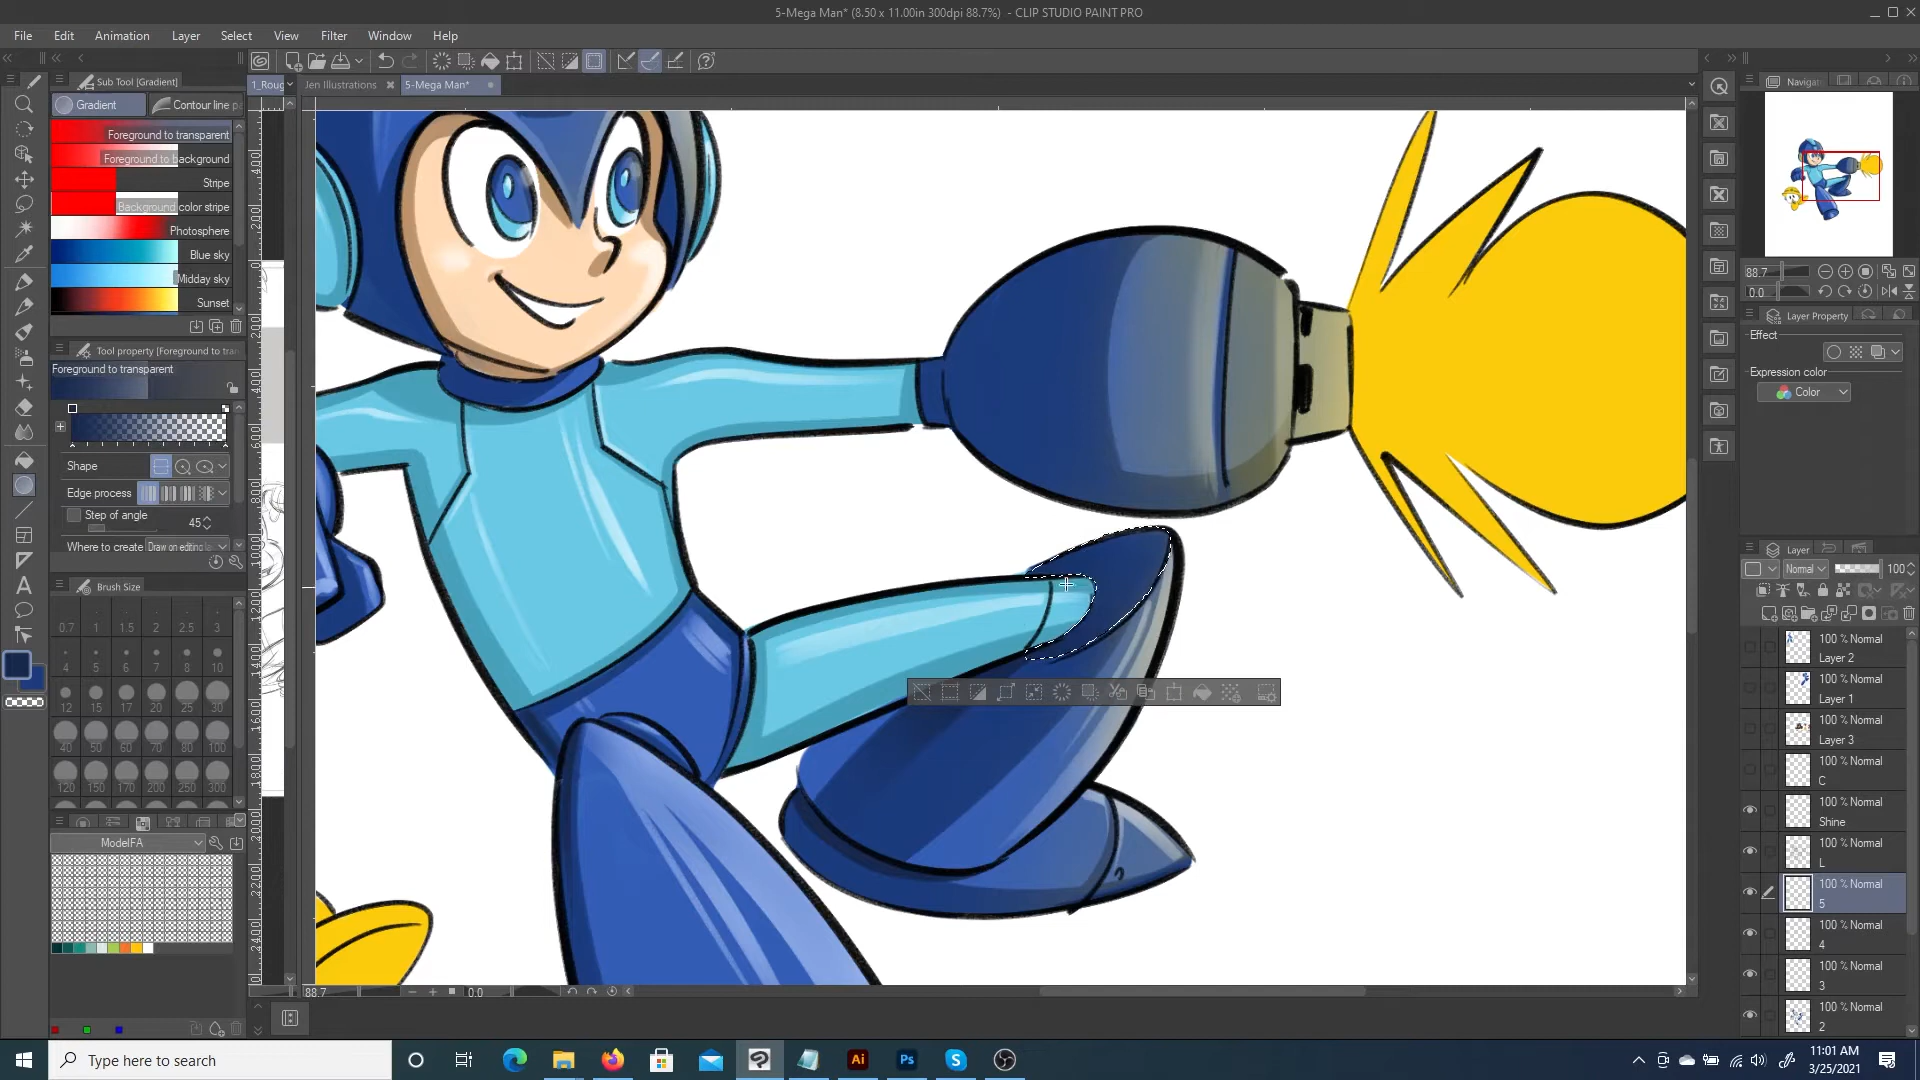 5-Mega Man* (8.50 x 11.00in 300dpi 88.7%) - CLIP STUDIO PAINT PRO
File Edit Animation Layer Select View Filter Window Help
Sub Tool [Gradient]
1_Roug Jen Illustrations 5-Mega Man*
Navigat
Gradient Contour line pa
Foreground to transparent
Foreground to background
Stripe
Background color stripe
Photosphere
Blue sky
Midday sky
Sunset
Tool property [Foreground to tran
Foreground to transparent
Shape
Edge process
Step of angle 45
Where to create Draw on editing la
Brush Size
0.7 1 1.5 2 2.5 3
4 5 6 7 8 10
12 15 17 20 25 30
40 50 60 70 80 100
120 150 170 200 250 300
ModelFA
88.7 0.0
88.7
0.0
Layer Property
Effect
Expression color
Color
Layer
Normal 100
100 % Normal
Layer 2
100 % Normal
Layer 1
100 % Normal
Layer 3
100 % Normal
C
100 % Normal
Shine
100 % Normal
L
100 % Normal
5
100 % Normal
4
100 % Normal
3
100 % Normal
2
Type here to search
Ai Ps S
11:01 AM
3/25/2021